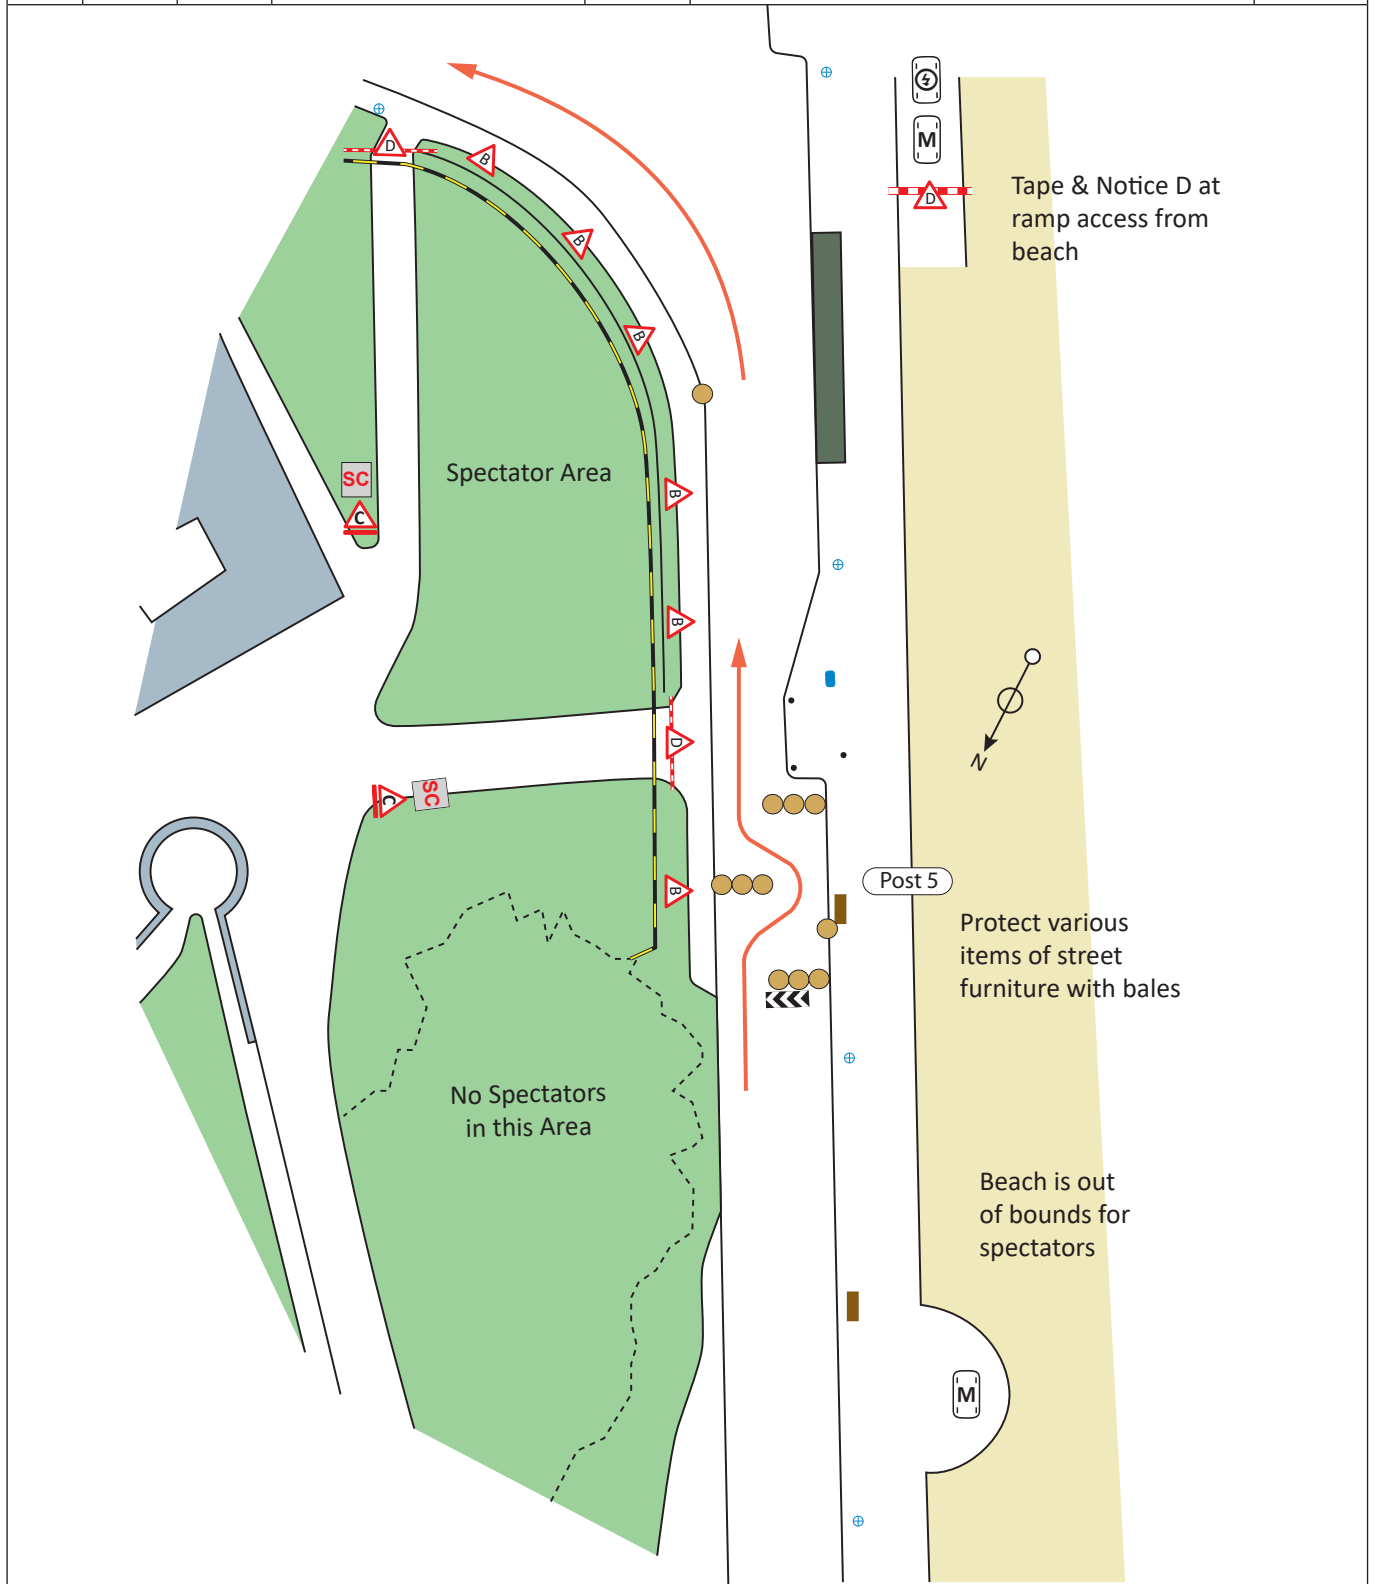 M
D
Tape & Notice D at
ramp access from
beach
D
B
B
B
Spectator Area
SC
C
B
B
D
N
C
SC
B
Post 5
Protect various
items of street
furniture with bales
No Spectators
in this Area
Beach is out
of bounds for
spectators
M